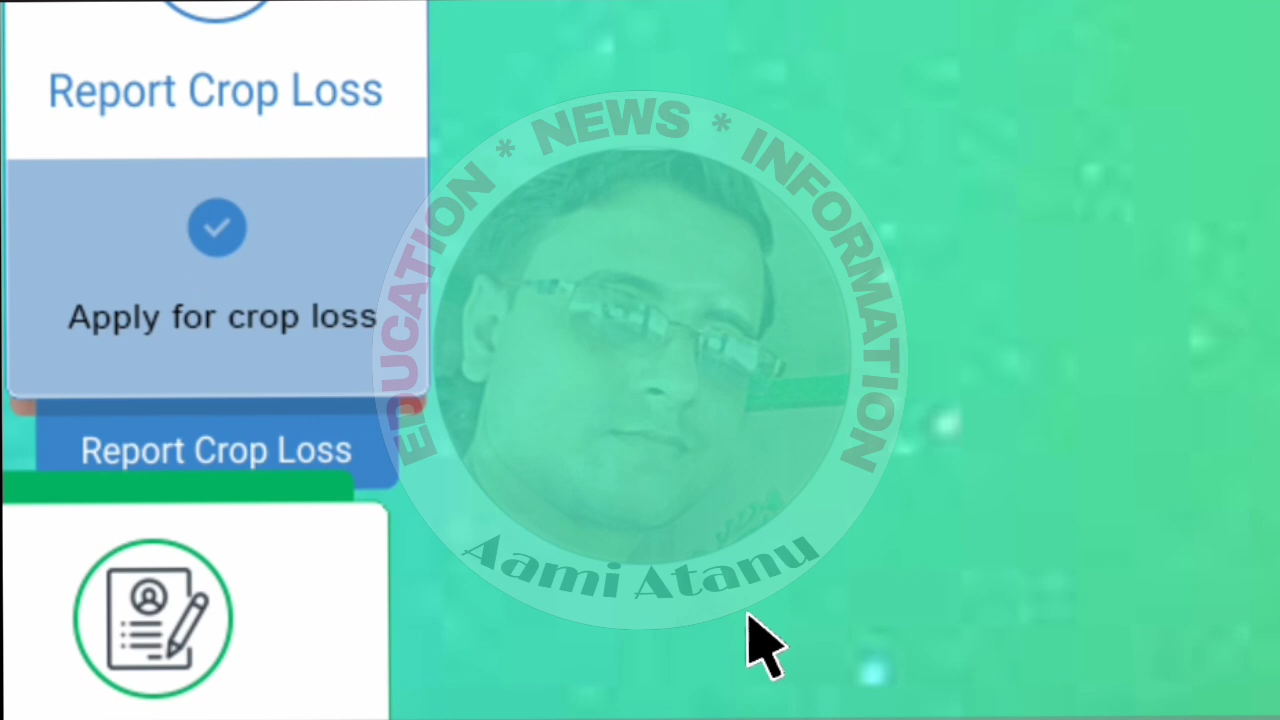 Report Crop Loss
Apply for crop loss
Report Crop Loss
EDUCATION * NEWS * INFORMATION
Aami Atanu